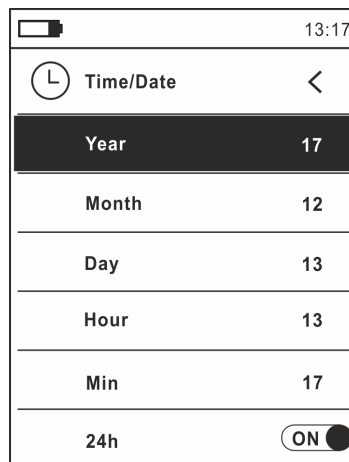 13:17
Time/Date <
Year 17
Month 12
Day 13
Hour 13
Min 17
24h ON